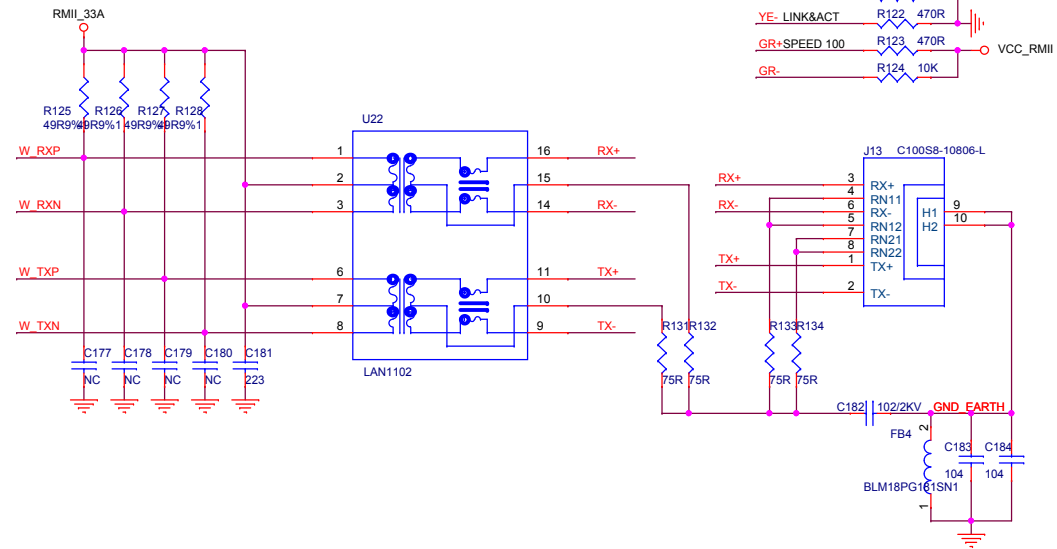 RMII_33A
YE- LINK&ACT R122 470R
GR+ SPEED 100 R123 470R
VCC_RMII
GR- R124 10K
R125 R126 R127 R128
49R9%1 49R9%1 49R9%1 49R9%1
U22
W_RXP 1 16 RX+
2 15
W_RXN 3 14 RX-
W_TXP 6 11 TX+
7 10
W_TXN 8 9 TX-
LAN1102
C177 C178 C179 C180 C181
NC NC NC NC 223
J13 C100S8-10806-L
RX+ 3 RX+
4 RN11
RX- 6 RX-
5 RN12
7 RN21
8 RN22
TX+ 1 TX+
TX- 2 TX-
H1 9
H2 10
R131 R132 R133 R134
75R 75R 75R 75R
C182 102/2KV GND_EARTH
FB4 2 C183 C184
104 104
BLM18PG181SN1
1